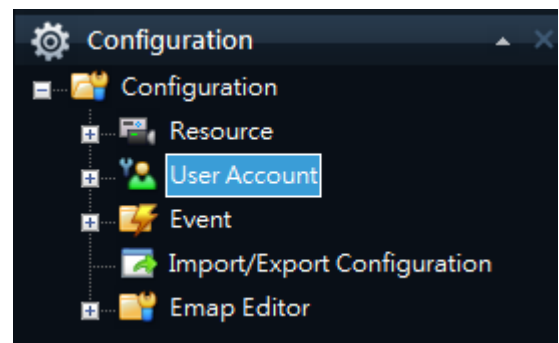 Configuration
Configuration
Resource
User Account
Event
Import/Export Configuration
Emap Editor